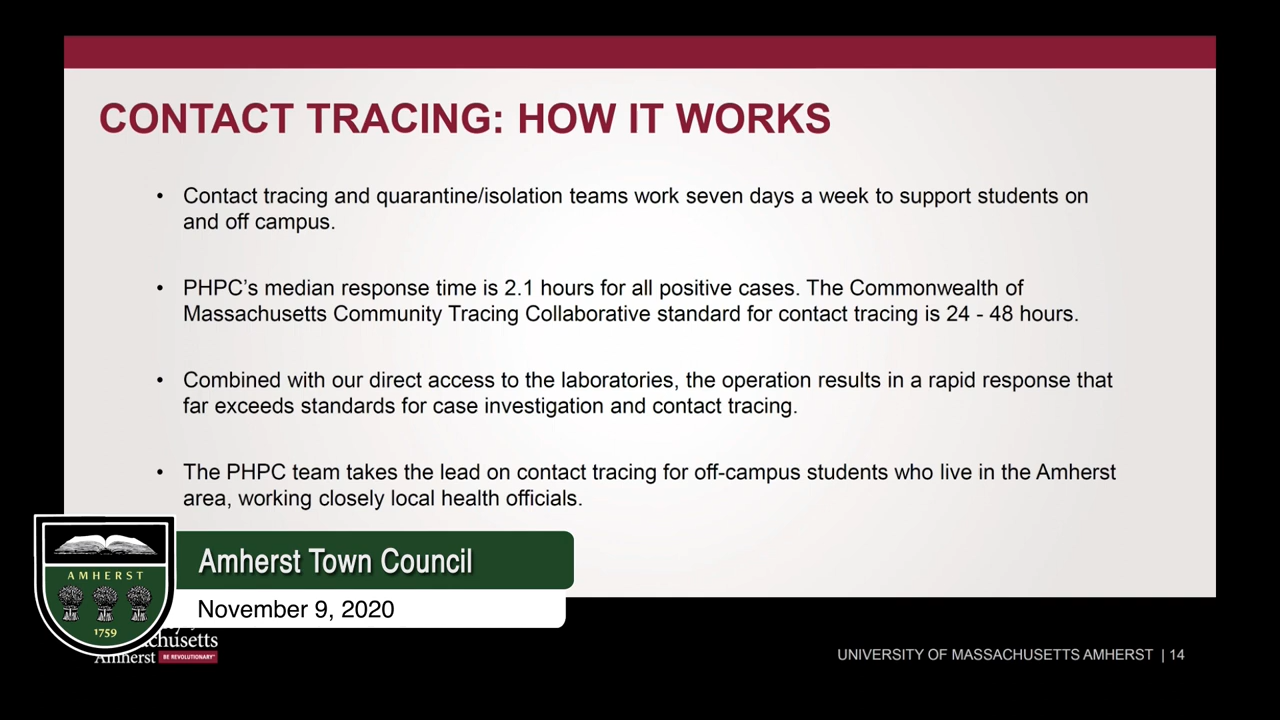 CONTACT TRACING: HOW IT WORKS
• Contact tracing and quarantine/isolation teams work seven days a week to support students on
and off campus.
• PHPC’s median response time is 2.1 hours for all positive cases. The Commonwealth of
Massachusetts Community Tracing Collaborative standard for contact tracing is 24 - 48 hours.
• Combined with our direct access to the laboratories, the operation results in a rapid response that
far exceeds standards for case investigation and contact tracing.
• The PHPC team takes the lead on contact tracing for off-campus students who live in the Amherst
area, working closely local health officials.
AMHERST
1759
Amherst Town Council
November 9, 2020
Amherst BE REVOLUTIONARY™
UNIVERSITY OF MASSACHUSETTS AMHERST | 14